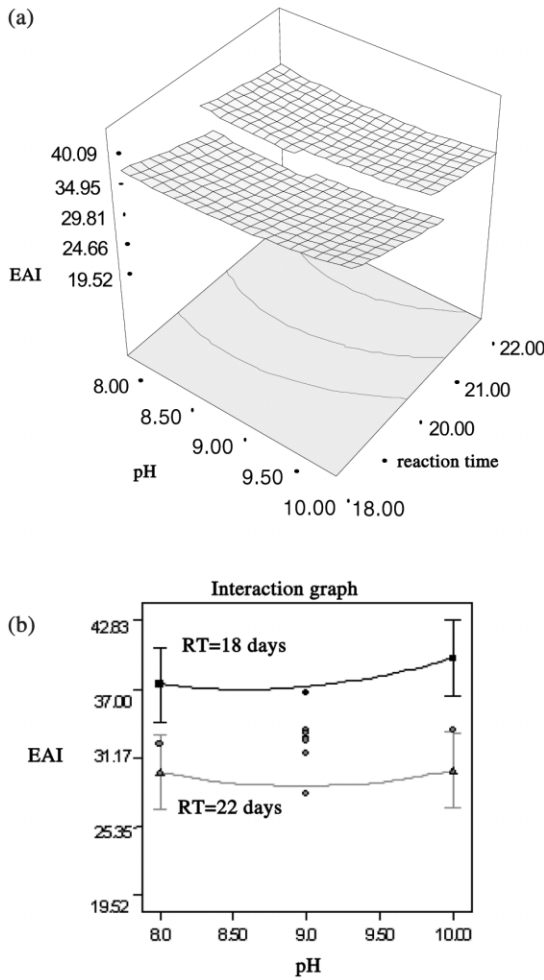 (a)
40.09
34.95
29.81
24.66
EAI
19.52
8.00
8.50
9.00
9.50
10.00
pH
22.00
21.00
20.00
reaction time
18.00
Interaction graph
(b)
42.83
37.00
31.17
25.35
19.52
EAI
RT=18 days
RT=22 days
8.0
8.50
9.0
9.50
10.00
pH